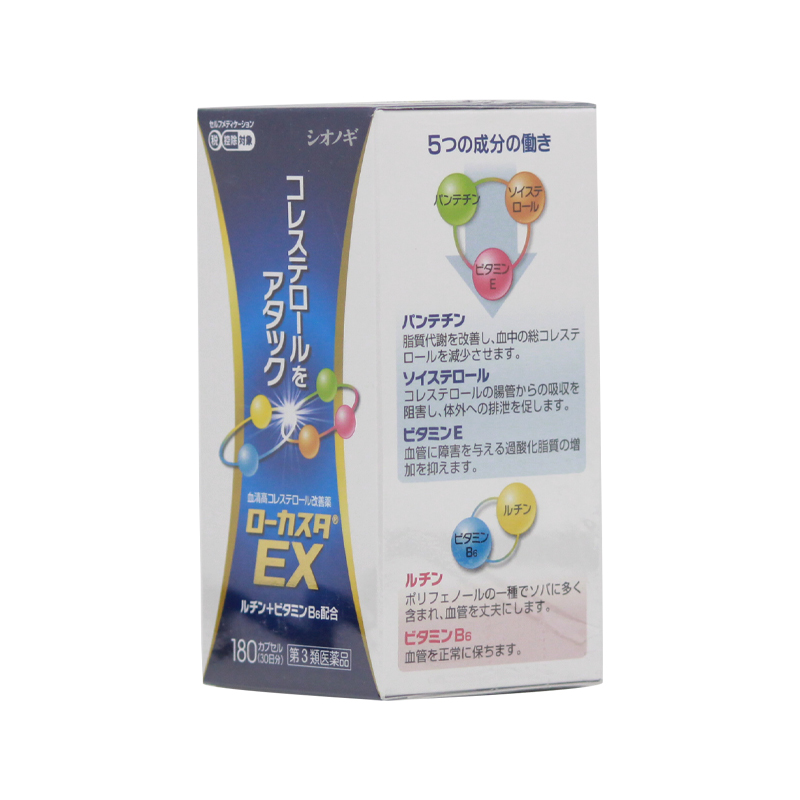 セルフメディケーション
税 控除 対象
シオノギ
コレステロールを
アタック
血清高コレステロール改善薬
ローカスタ®
EX
ルチン+ビタミンB6配合
180カプセル
(30日分)
第3類医薬品
5つの成分の働き
パンテチン
ソイステ
ロール
ビタミン
E
パンテチン
脂質代謝を改善し、血中の総コレステ
ロールを減少させます。
ソイステロール
コレステロールの腸管からの吸収を
阻害し、体外への排泄を促します。
ビタミンE
血管に障害を与える過酸化脂質の増
加を抑えます。
ルチン
ビタミン
B6
ルチン
ポリフェノールの一種でソバに多く
含まれ、血管を丈夫にします。
ビタミンB6
血管を正常に保ちます。